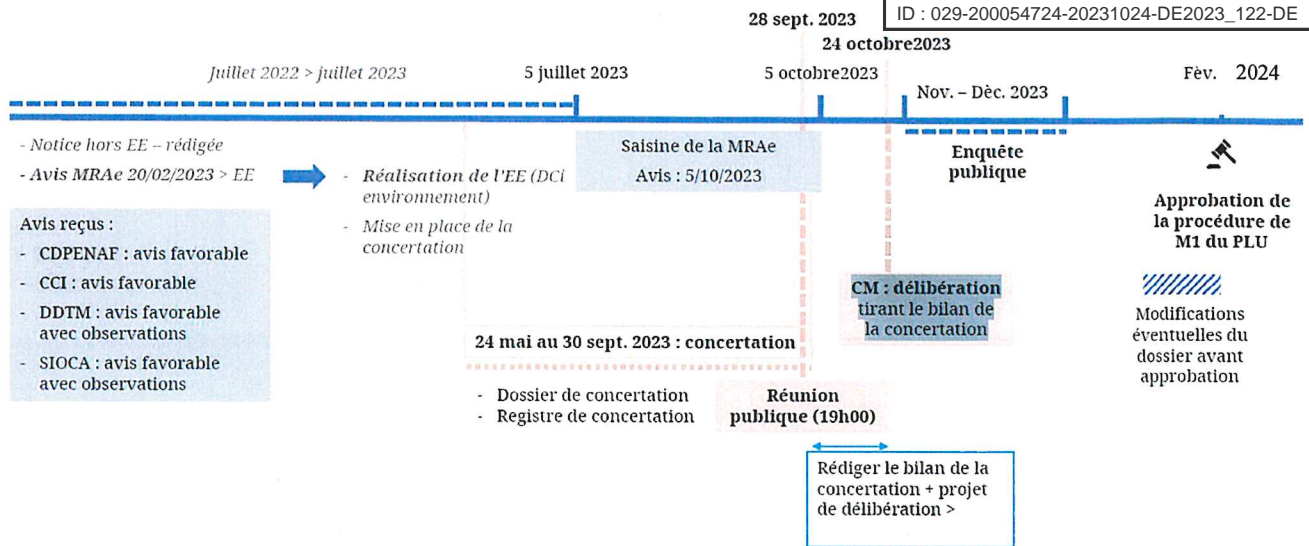 ID : 029-200054724-20231024-DE2023_122-DE
28 sept. 2023
24 octobre2023
Juillet 2022 > juillet 2023
5 juillet 2023
5 octobre2023
Nov. – Dèc. 2023
Fèv. 2024
- Notice hors EE – rédigée
- Avis MRAe 20/02/2023 > EE
Avis reçus :
- CDPENAF : avis favorable
- CCI : avis favorable
- DDTM : avis favorable
avec observations
- SIOCA : avis favorable
avec observations
- Réalisation de l'EE (DCi
environnement)
- Mise en place de la
concertation
Saisine de la MRAe
Avis : 5/10/2023
Enquête
publique
Approbation de
la procédure de
M1 du PLU
CM : délibération
tirant le bilan de
la concertation
Modifications
éventuelles du
dossier avant
approbation
24 mai au 30 sept. 2023 : concertation
- Dossier de concertation
- Registre de concertation
Réunion
publique (19h00)
Rédiger le bilan de la
concertation + projet
de délibération >